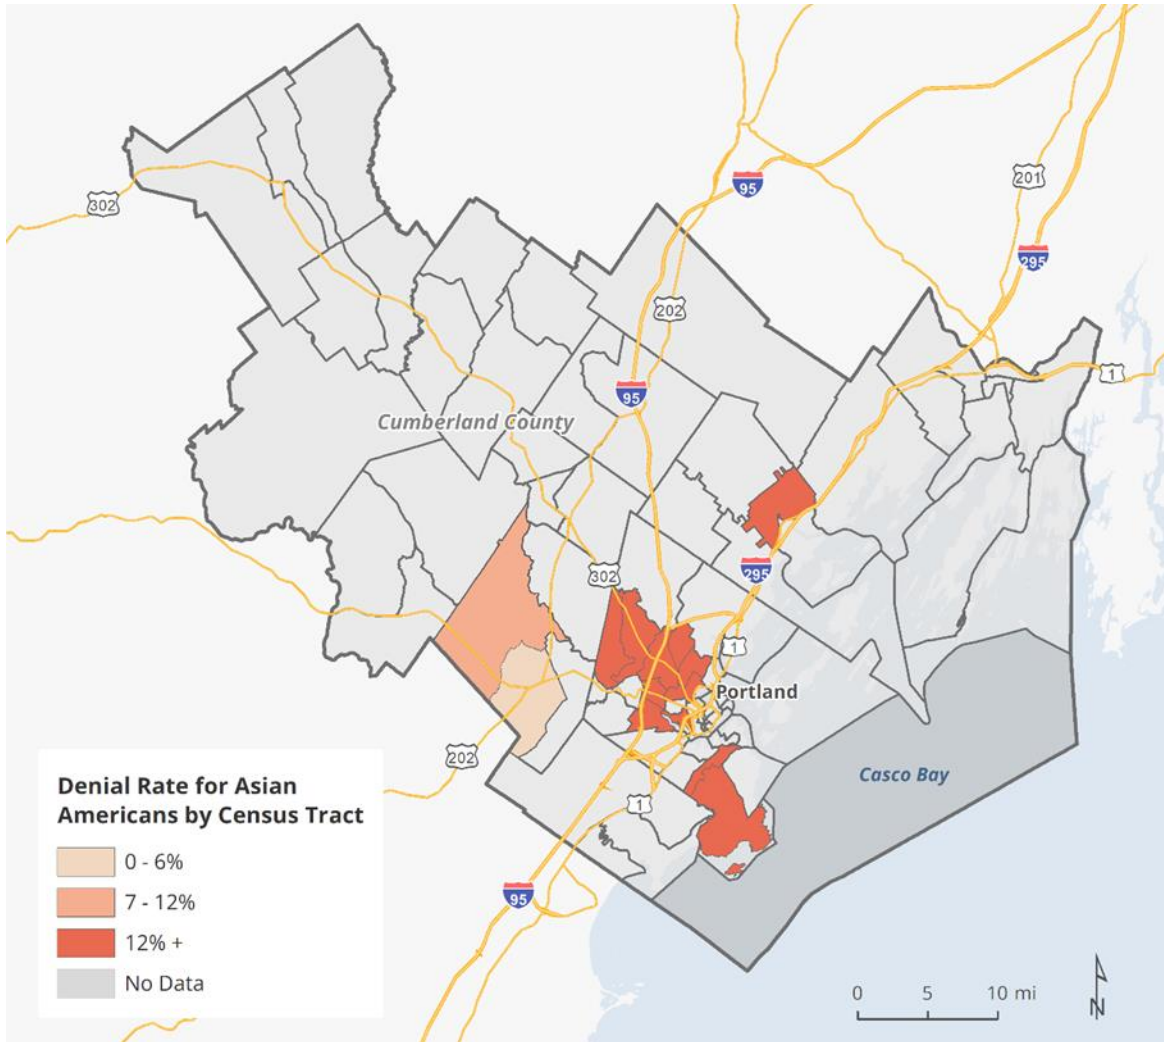 95
201
302
295
202
95
1
Cumberland County
302
295
1
Portland
202
Casco Bay
1
95
Denial Rate for Asian
Americans by Census Tract
0 - 6%
7 - 12%
12% +
No Data
0 5 10 mi
N